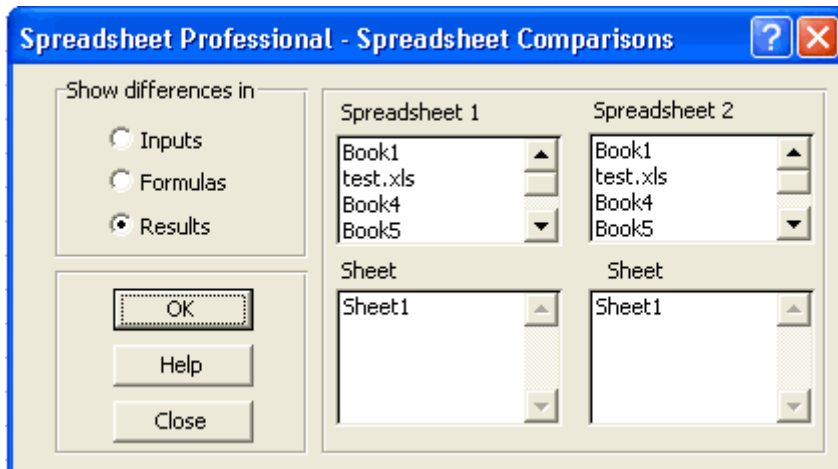 Spreadsheet Professional - Spreadsheet Comparisons
Show differences in
Inputs
Formulas
Results
OK
Help
Close
Spreadsheet 1
Book1
test.xls
Book4
Book5
Sheet
Sheet1
Spreadsheet 2
Book1
test.xls
Book4
Book5
Sheet
Sheet1